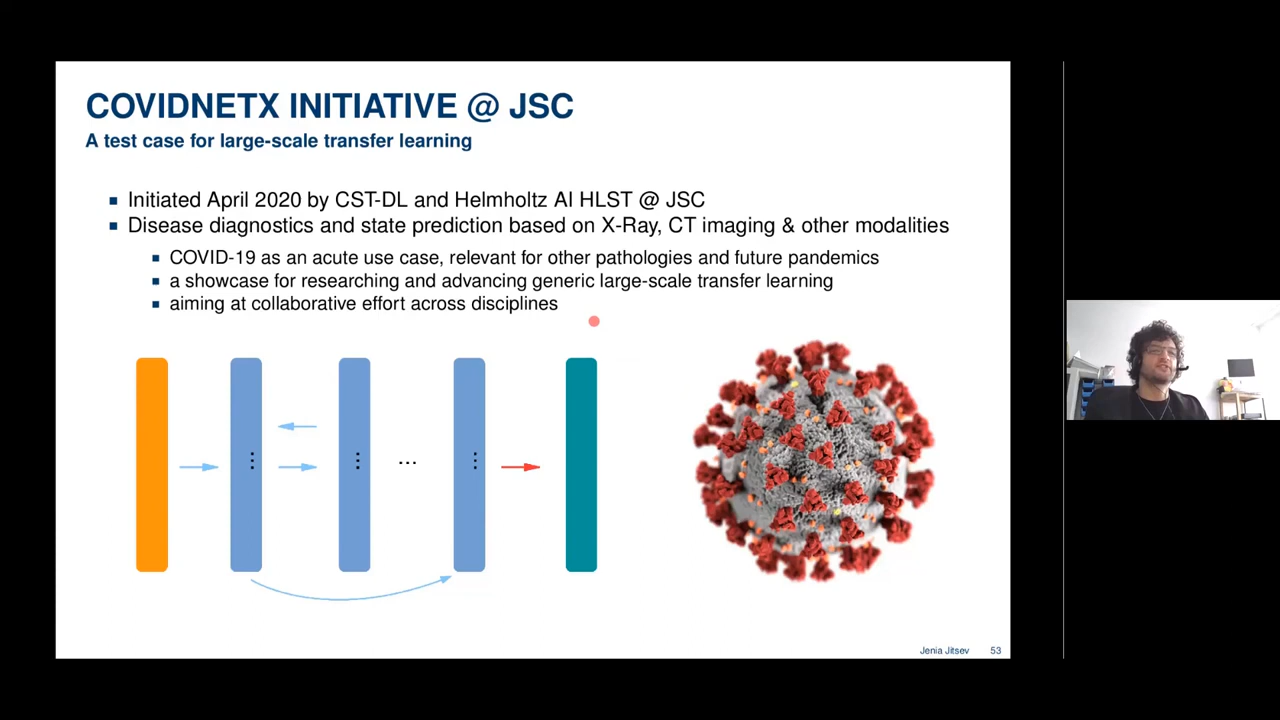 COVIDNETX INITIATIVE @ JSC
A test case for large-scale transfer learning
Initiated April 2020 by CST-DL and Helmholtz AI HLST @ JSC
Disease diagnostics and state prediction based on X-Ray, CT imaging & other modalities
COVID-19 as an acute use case, relevant for other pathologies and future pandemics
a showcase for researching and advancing generic large-scale transfer learning
aiming at collaborative effort across disciplines
...
Jenia Jitsev 53